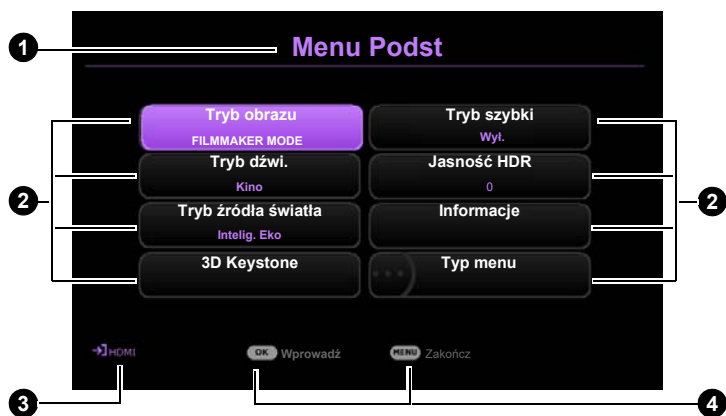 1
Menu Podst
Tryb obrazu
FILMMAKER MODE
Tryb szybki
Wył.
Tryb dźwi.
Kino
Jasność HDR
0
2
2
Tryb źródła światła
Intelig. Eko
Informacje
3D Keystone
Typ menu
HDMI
OK Wprowadź
MENU Zakończ
3
4